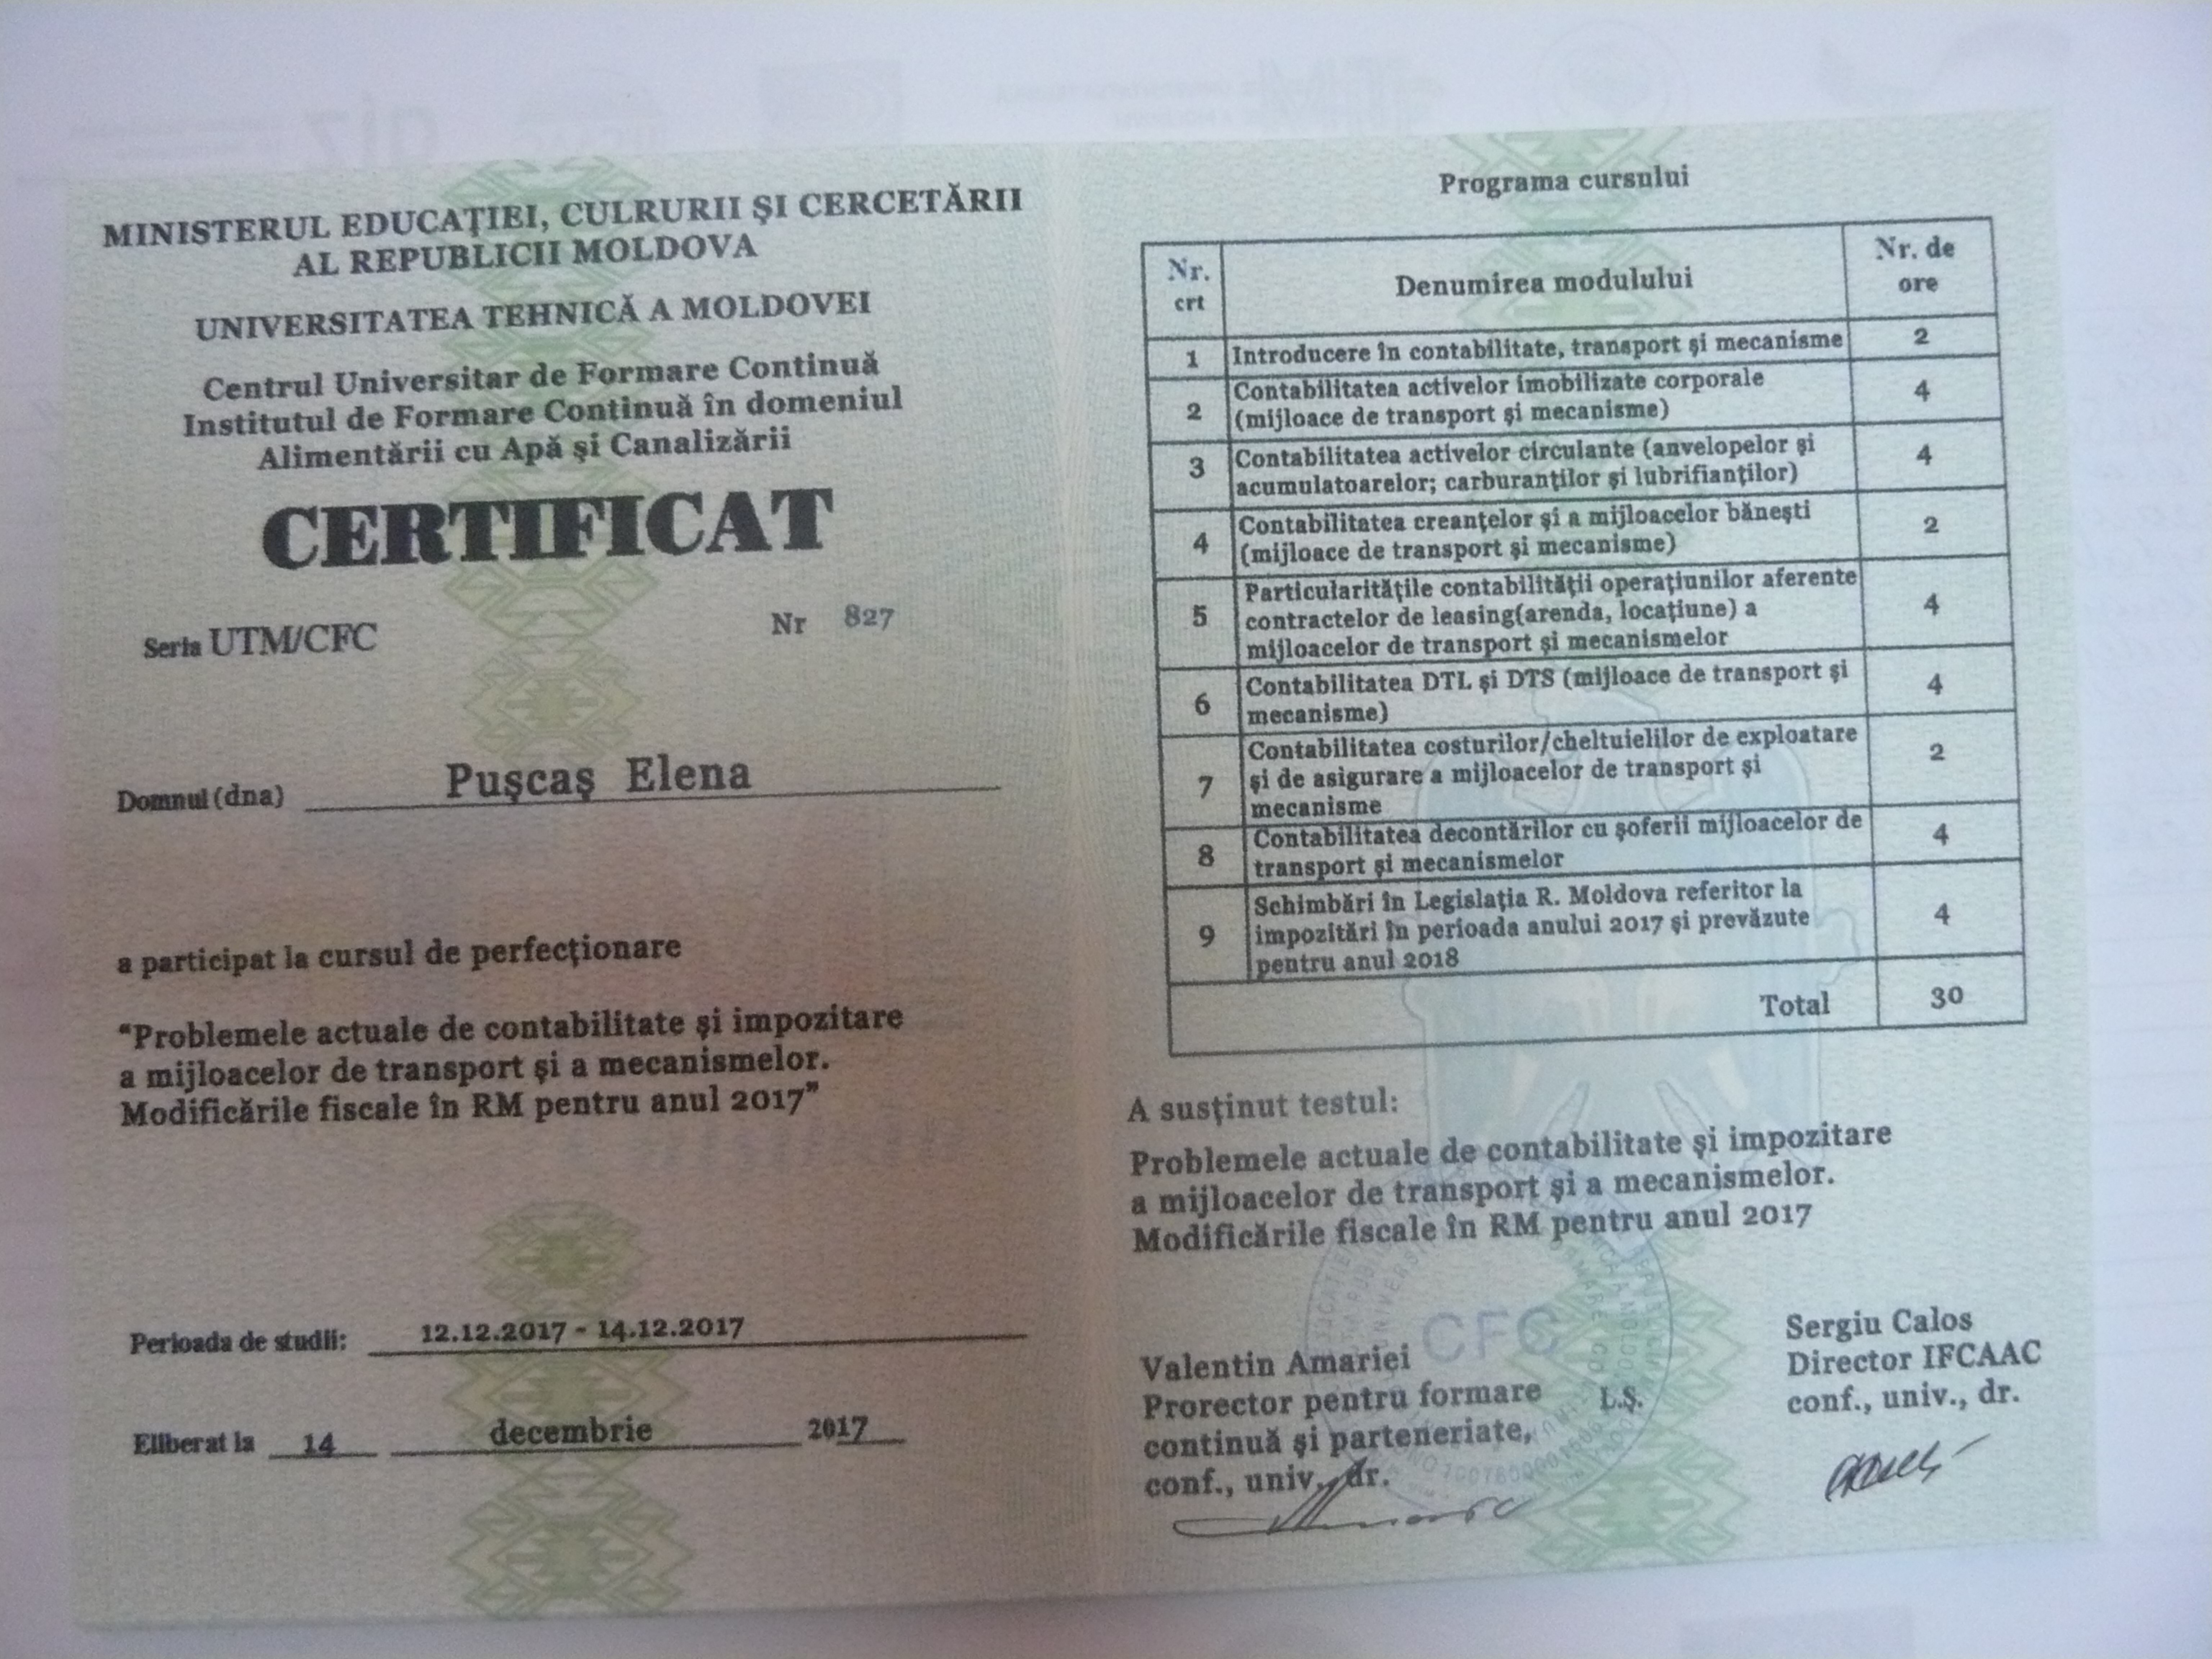 MINISTERUL EDUCAŢIEI, CULRURII ŞI CERCETĂRII
AL REPUBLICII MOLDOVA
UNIVERSITATEA TEHNICĂ A MOLDOVEI
Centrul Universitar de Formare Continuă
Institutul de Formare Continuă în domeniul
Alimentării cu Apă şi Canalizării
CERTIFICAT
Seria UTM/CFC Nr 827
Domnul (dna) Puşcaş Elena
a participat la cursul de perfecţionare
“Problemele actuale de contabilitate şi impozitare
a mijloacelor de transport şi a mecanismelor.
Modificările fiscale în RM pentru anul 2017”
Perioada de studii: 12.12.2017 - 14.12.2017
Eliberat la 14 decembrie 2017
Programa cursului
Nr. crt Denumirea modulului Nr. de ore
1 Introducere în contabilitate, transport şi mecanisme 2
2 Contabilitatea activelor imobilizate corporale 4
(mijloace de transport şi mecanisme)
3 Contabilitatea activelor circulante (anvelopelor şi 4
acumulatoarelor; carburanţilor şi lubrifianţilor)
4 Contabilitatea creanţelor şi a mijloacelor băneşti 2
(mijloace de transport şi mecanisme)
5 Particularităţile contabilităţii operaţiunilor aferente 4
contractelor de leasing(arenda, locaţiune) a
mijloacelor de transport şi mecanismelor
6 Contabilitatea DTL şi DTS (mijloace de transport şi 4
mecanisme)
7 Contabilitatea costurilor/cheltuielilor de exploatare 2
şi de asigurare a mijloacelor de transport şi
mecanisme
8 Contabilitatea decontărilor cu şoferii mijloacelor de 4
transport şi mecanismelor
9 Schimbări în Legislaţia R. Moldova referitor la 4
impozitări în perioada anului 2017 şi prevăzute
pentru anul 2018
Total 30
A susţinut testul:
Problemele actuale de contabilitate şi impozitare
a mijloacelor de transport şi a mecanismelor.
Modificările fiscale în RM pentru anul 2017
CFC
Valentin Amariei
Prorector pentru formare
continuă şi parteneriate,
conf., univ., dr.
L.Ş.
Sergiu Calos
Director IFCAAC
conf., univ., dr.